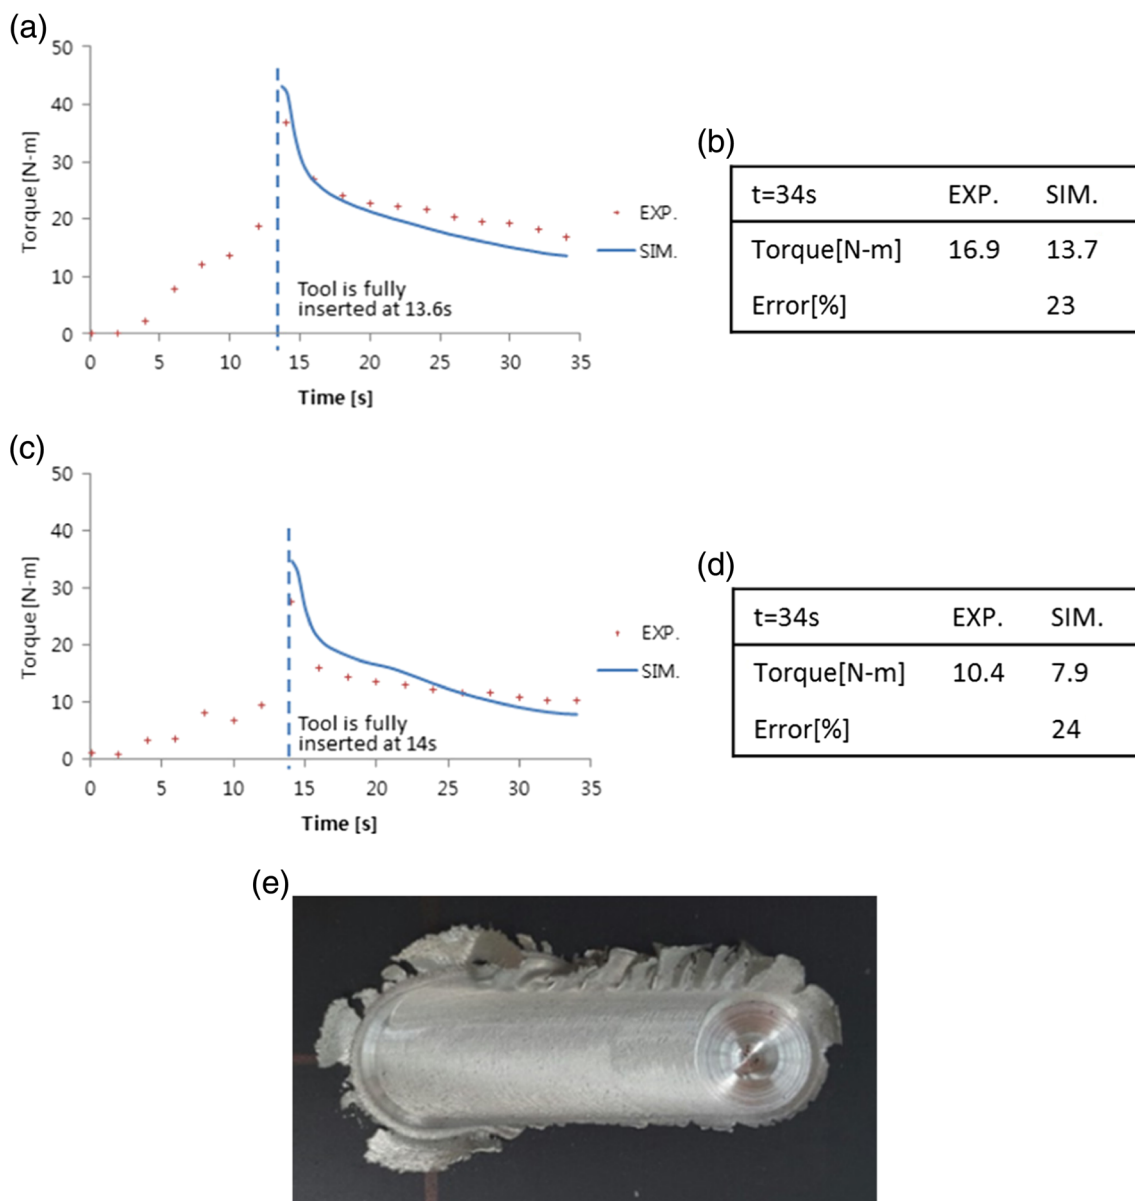 (a)
50
40
30
20
10
0
Torque [N-m]
0 5 10 15 20 25 30 35
Time [s]
Tool is fully
inserted at 13.6s
EXP.
SIM.
(b)
t=34s EXP. SIM.
Torque[N-m] 16.9 13.7
Error[%] 23
(c)
50
40
30
20
10
0
Torque [N-m]
0 5 10 15 20 25 30 35
Time [s]
Tool is fully
inserted at 14s
EXP.
SIM.
(d)
t=34s EXP. SIM.
Torque[N-m] 10.4 7.9
Error[%] 24
(e)